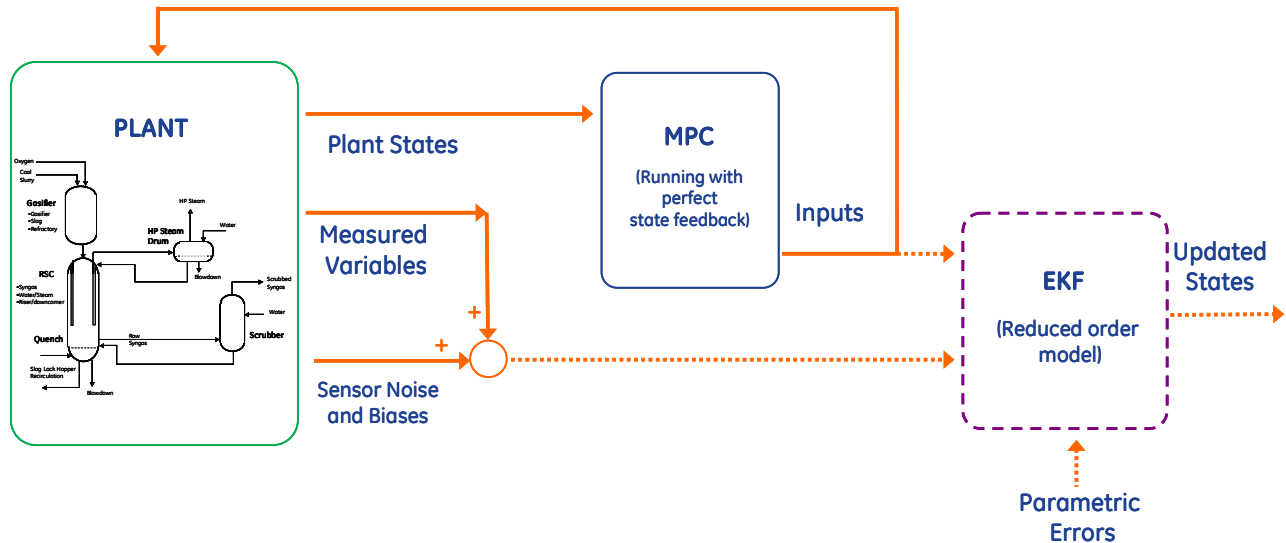 PLANT
Oxygen
Coal
Slurry
Gasifier
•Gasifier
•Slag
•Refractory
HP Steam
HP Steam
Drum
Water
Blowdown
RSC
•Syngas
•Water/Steam
•Riser/downcomer
Scrubbed
Syngas
Water
Scrubber
Quench
Raw
Syngas
Slag Lock Hopper
Recirculation
Blowdown
Plant States
Measured
Variables
+
+
Sensor Noise
and Biases
MPC
(Running with
perfect
state feedback)
Inputs
EKF
(Reduced order
model)
Updated
States
Parametric
Errors